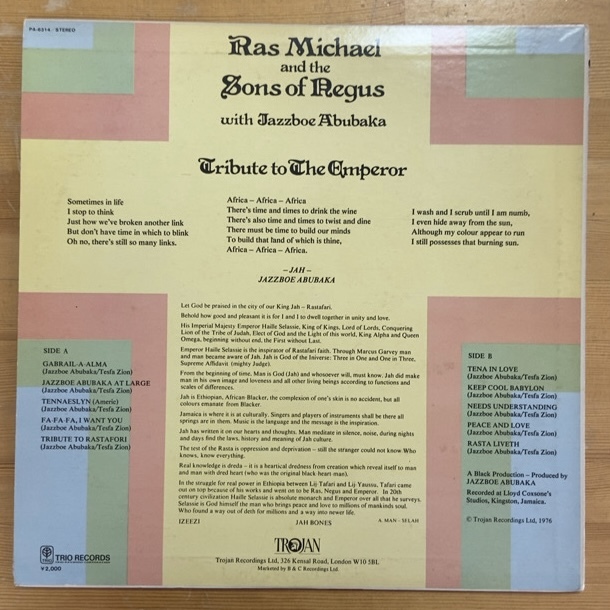 PA-6314 / STEREO
Ras Michael
and the
Sons of Negus
with Jazzboe Abubaka
Tribute to The Emperor
Sometimes in life
I stop to think
Just how we've broken another link
But don't have time in which to blink
Oh no, there's still so many links.
Africa – Africa – Africa
There's time and times to drink the wine
There's also time and times to twist and dine
There must be time to build our minds
To build that land of which is thine,
Africa – Africa – Africa.
I wash and I scrub until I am numb,
I even hide away from the sun,
Although my colour appear to run
I still possesses that burning sun.
– JAH –
JAZZBOE ABUBAKA
Let God be praised in the city of our King Jah – Rastafari.
Behold how good and pleasant it is for I and I to dwell together in unity and love.
His Imperial Majesty Emperor Haile Selassie, King of Kings, Lord of Lords, Conquering
Lion of the Tribe of Judah, Elect of God and the Light of this world, King Alpha and Queen
Omega, beginning without end, the First without Last.
Emperor Haile Selassie is the inspirator of Rastafari faith. Through Marcus Garvey man
and man became aware of Jah. Jah is God of the Iniverse: There is One and One in Three,
Supreme Affidavit (mighty Judge).
From the beginning of time. Man is God (Jah) and whosoever will, must know. Jah did make
man in his own image and loveness and all other living beings according to functions and
scales of differences.
Jah is Ethiopian, African Blacker, the complexion of one's skin is no accident, but all
colours emanate from Blacker.
Jamaica is where it is at culturally. Singers and players of instruments shall be there all
springs are in them. Music is the language and the message is the inspiration.
Jah has written it on our hearts and thoughts. Man meditate in silence, noise, during nights
and days find the laws, history and meaning of Jah culture.
The test of the Rasta is oppression and deprivation – still the stranger could not know. Who
knows, know everything.
Real knowledge is dreda – it is a heartical dredness from creation which reveal itself to man
and man with dred heart (who was the original black heart man).
In the struggle for real power in Ethiopia between Lij Tafari and Lij Yaussu, Tafari came
out on top because of his works and went on to be Ras, Negus and Emperor. In 20th
century civilization Haille Selassie is absolute monarch and Emperor over all that he surveys.
Selassie is God himself the man who brings peace and love to millions of mankinds soul.
Who found a way out of deth for millions and a way into newer life.
IZEEZI JAH BONES A. MAN - SELAH
SIDE A
GABRAIL-A-ALMA
(Jazzboe Abubaka/Tesfa Zion)
JAZZBOE ABUBAKA AT LARGE
(Jazzboe Abubaka/Tesfa Zion)
TENNAESLYN (Americ)
(Jazzboe Abubaka/Tesfa Zion)
FA-FA-FA, I WANT YOU
(Jazzboe Abubaka/Tesfa Zion)
TRIBUTE TO RASTAFORI
(Jazzboe Abubaka/Tesfa Zion)
SIDE B
TENA IN LOVE
(Jazzboe Abubaka/Tesfa Zion)
KEEP COOL BABYLON
(Jazzboe Abubaka/Tesfa Zion)
NEEDS UNDERSTANDING
(Jazzboe Abubaka/Tesfa Zion)
PEACE AND LOVE
(Jazzboe Abubaka/Tesfa Zion)
RASTA LIVETH
(Jazzboe Abubaka/Tesfa Zion)
A Black Production – Produced by
JAZZBOE ABUBAKA
Recorded at Lloyd Coxsone's
Studios, Kingston, Jamaica.
© Trojan Recordings Ltd, 1976
TRIO RECORDS
¥2,000
TROJAN
Trojan Recordings Ltd, 326 Kensal Road, London W10 5BL
Marketed by B & C Recordings Ltd.